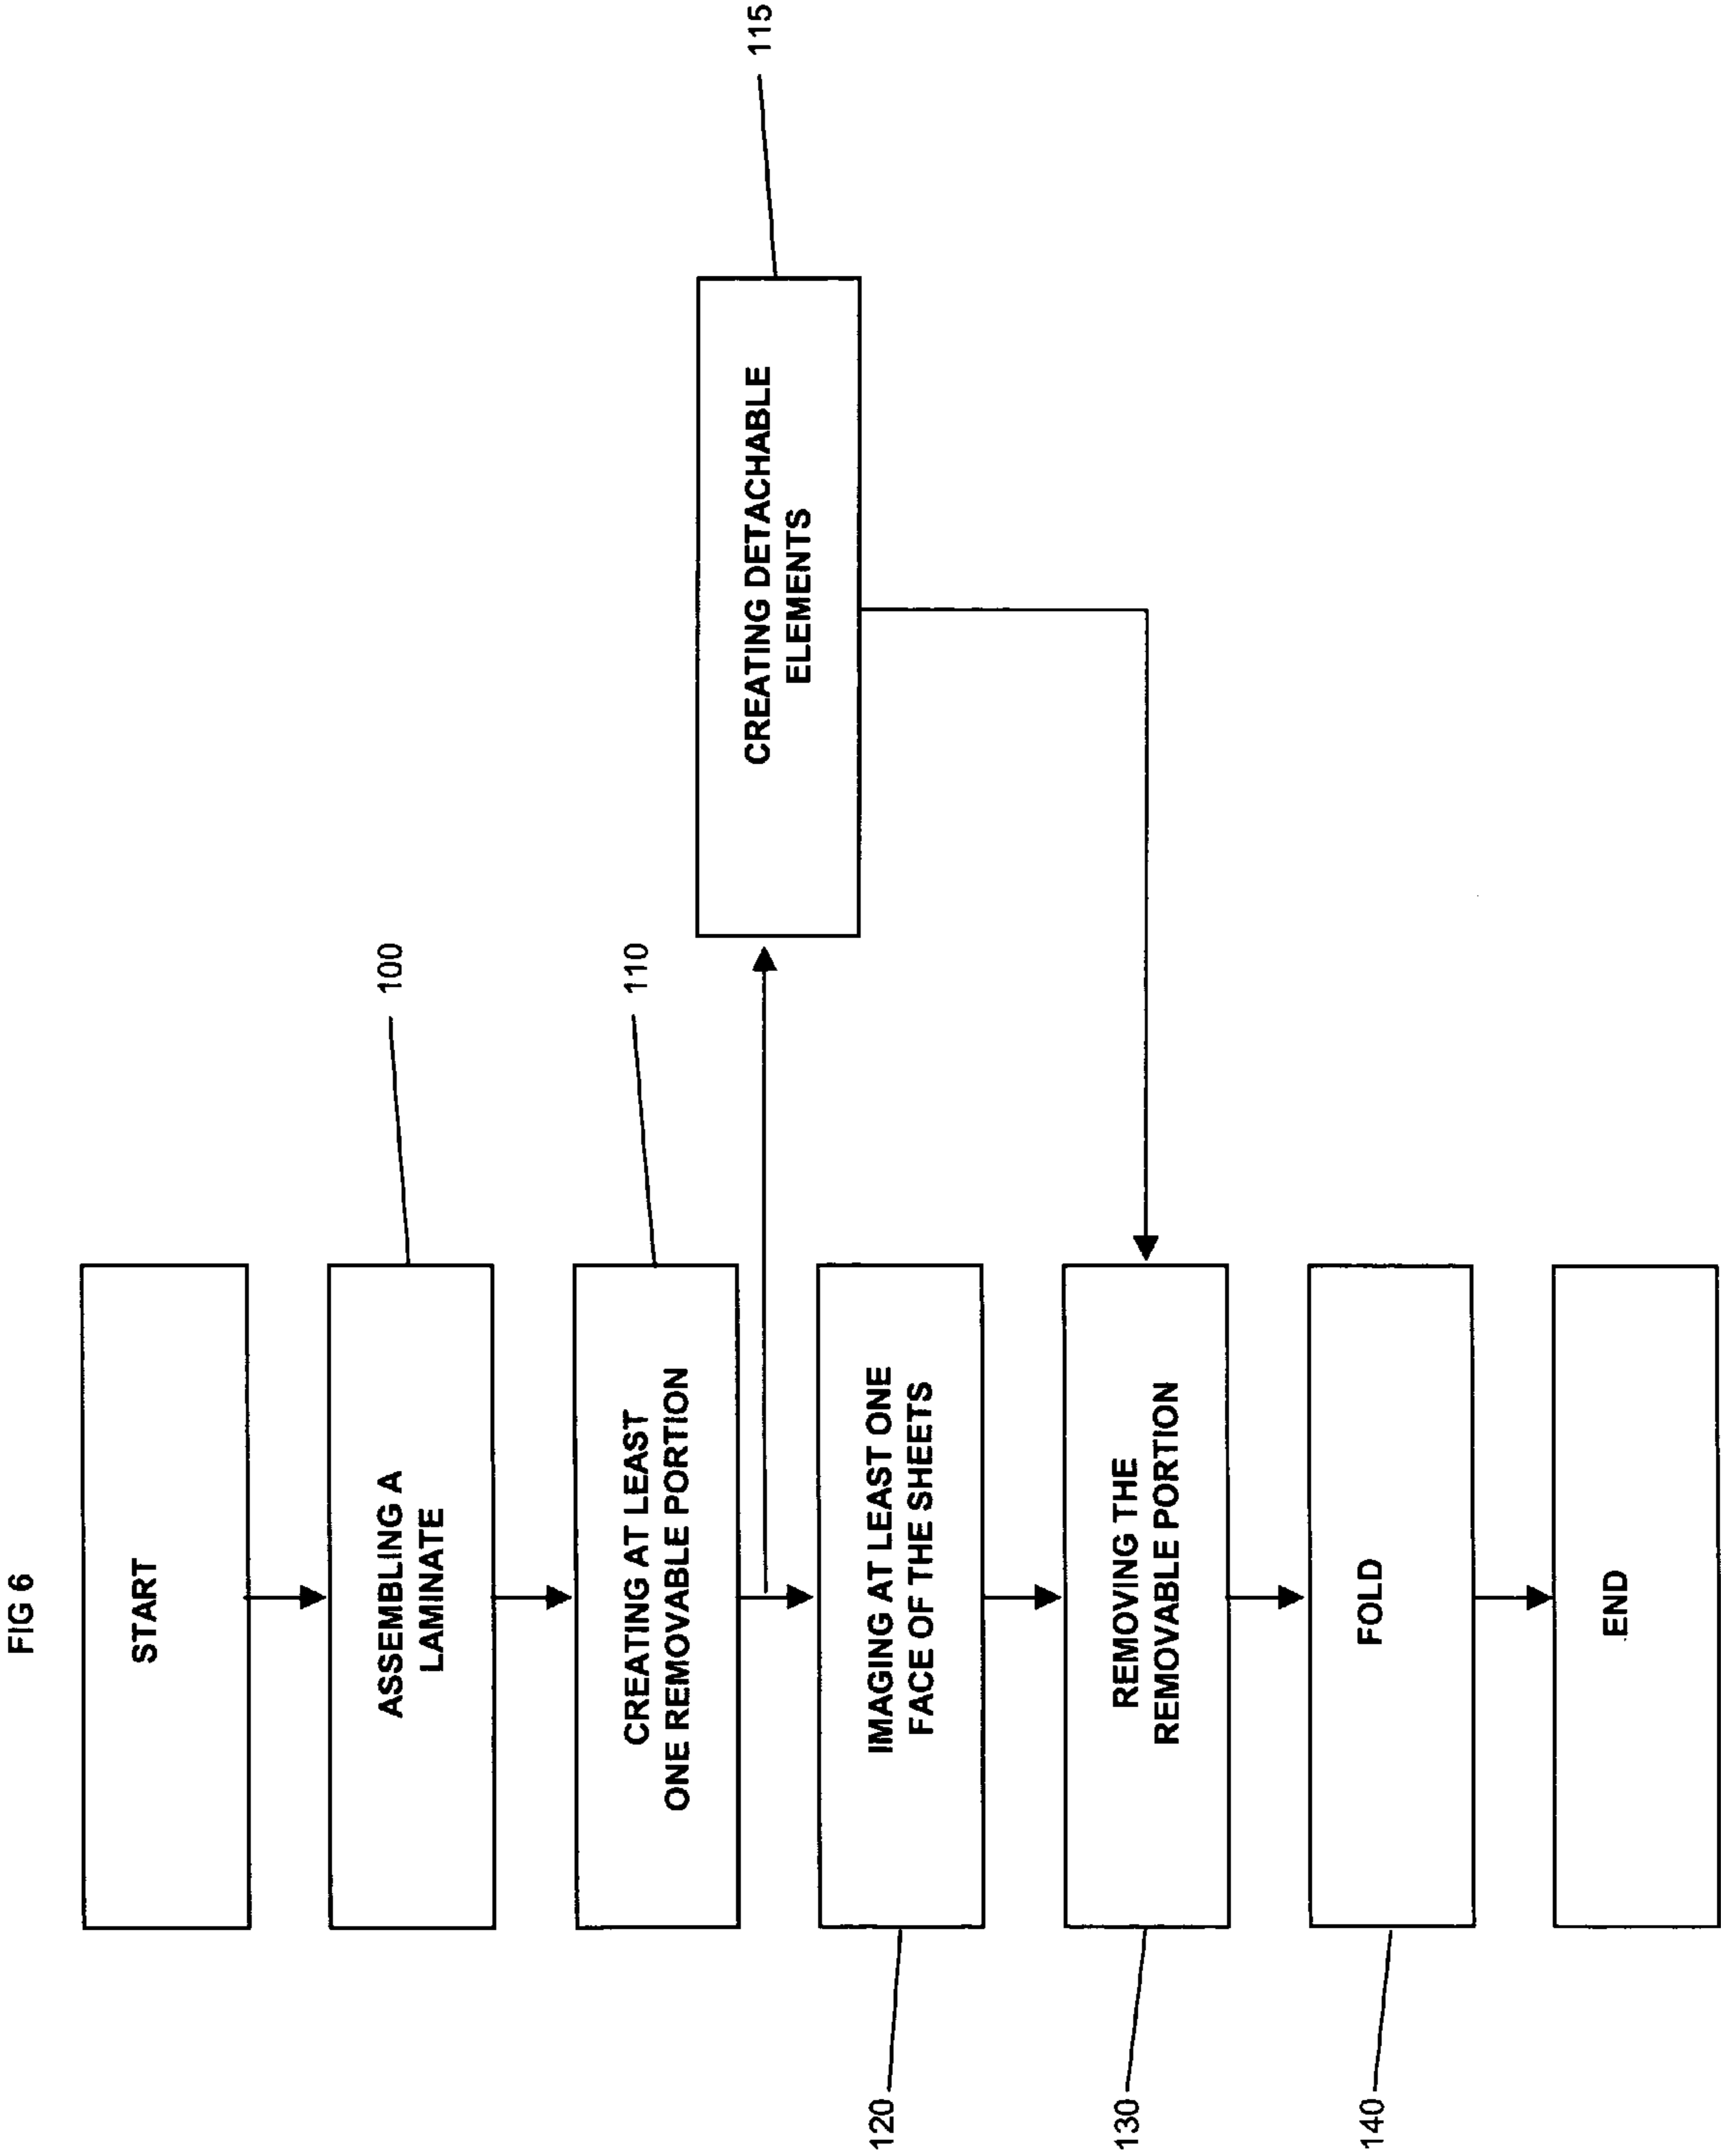 FIG 6
START
ASSEMBLING A
LAMINATE
100
CREATING AT LEAST
ONE REMOVABLE PORTION
110
CREATING DETACHABLE
ELEMENTS
115
IMAGING AT LEAST ONE
FACE OF THE SHEETS
120
REMOVING THE
REMOVABLE PORTION
130
FOLD
140
END